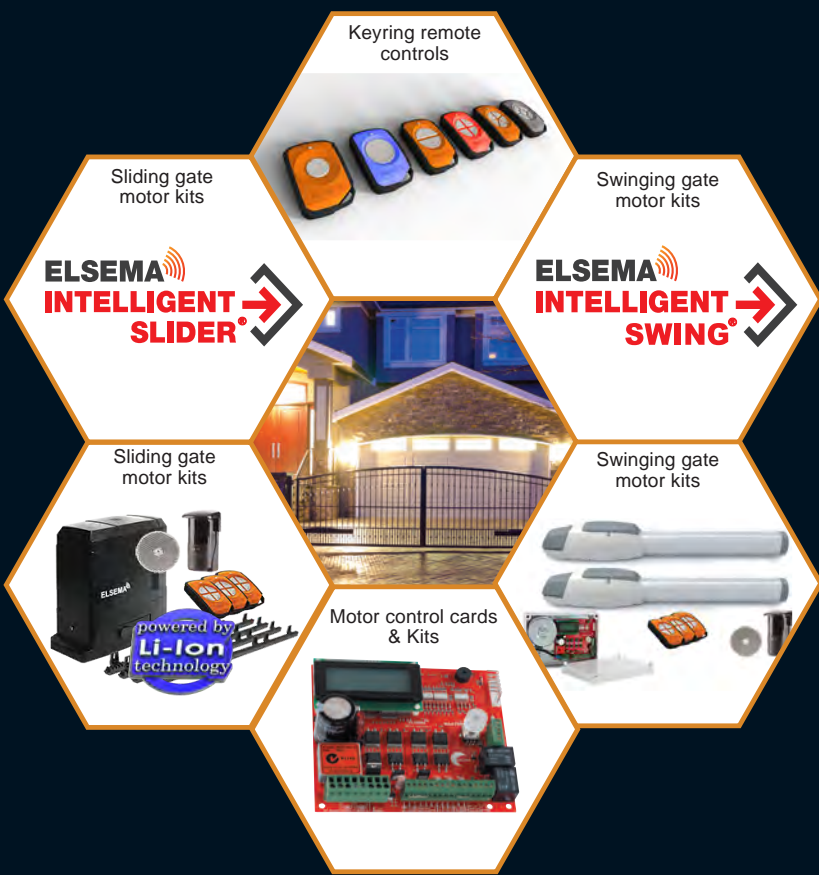 Keyring remote
controls
Sliding gate
motor kits
ELSEMA
INTELLIGENT
SLIDER®
Swinging gate
motor kits
ELSEMA
INTELLIGENT
SWING®
Sliding gate
motor kits
ELSEMA
powered by
Li-Ion
technology
Swinging gate
motor kits
Motor control cards
& Kits